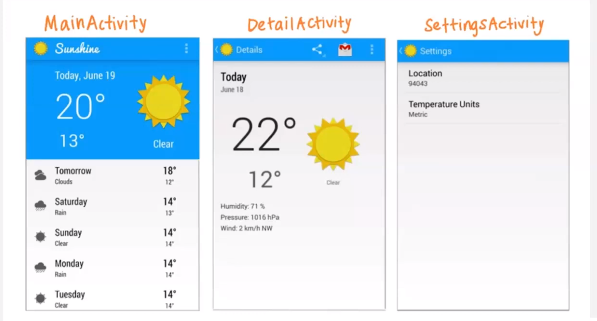 MainActivity
Sunshine
Today, June 19
20°
13°
Clear
Tomorrow 18°
Clouds 12°
Saturday 14°
Rain 13°
Sunday 14°
Clear 14°
Monday 14°
Rain 14°
Tuesday 14°
Clear 14°
DetailActivity
Details
Today
June 18
22°
12°
Clear
Humidity: 71 %
Pressure: 1016 hPa
Wind: 2 km/h NW
SettingsActivity
Settings
Location
94043
Temperature Units
Metric